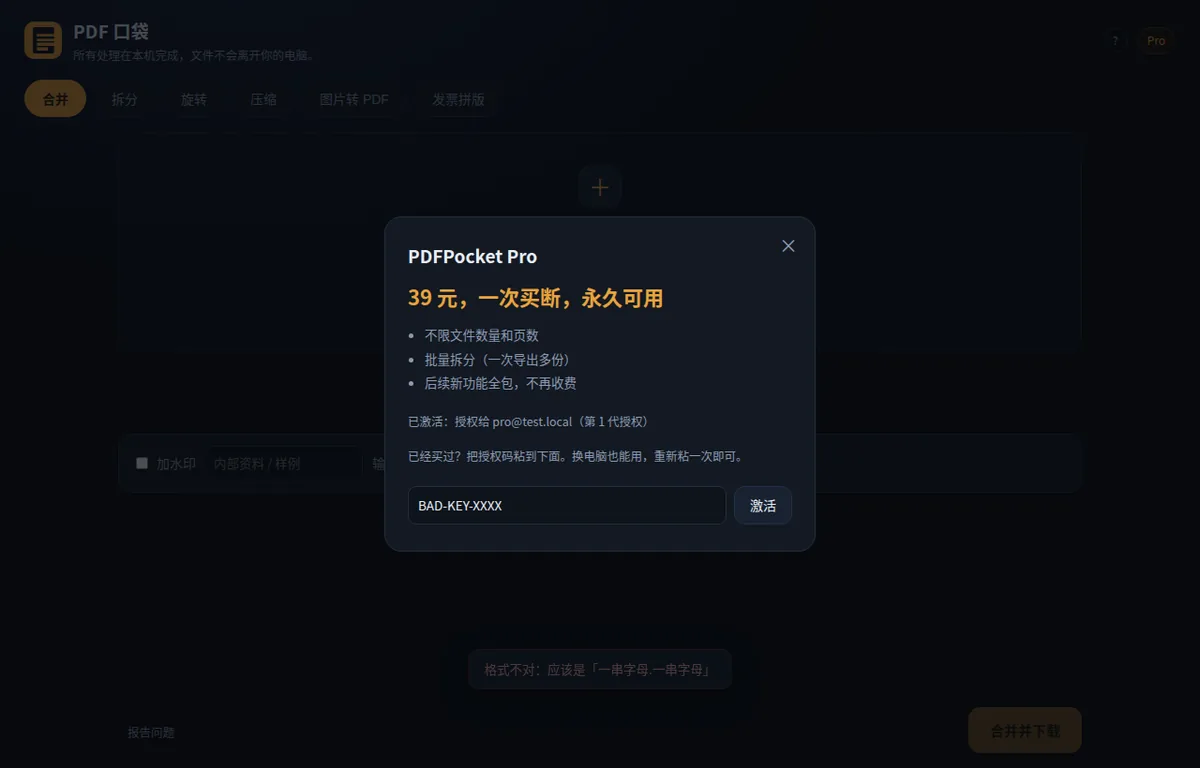 PDF 口袋
所有处理在本机完成，文件不会离开你的电脑。
?
Pro
合并
拆分
旋转
压缩
图片转 PDF
发票拼版
PDFPocket Pro
39 元，一次买断，永久可用
不限文件数量和页数
批量拆分（一次导出多份）
后续新功能全包，不再收费
已激活：授权给 pro@test.local（第 1 代授权）
已经买过？把授权码粘到下面。换电脑也能用，重新粘一次即可。
BAD-KEY-XXXX
激活
加水印
内部资料 / 样例
输
格式不对：应该是「一串字母.一串字母」
报告问题
合并并下载